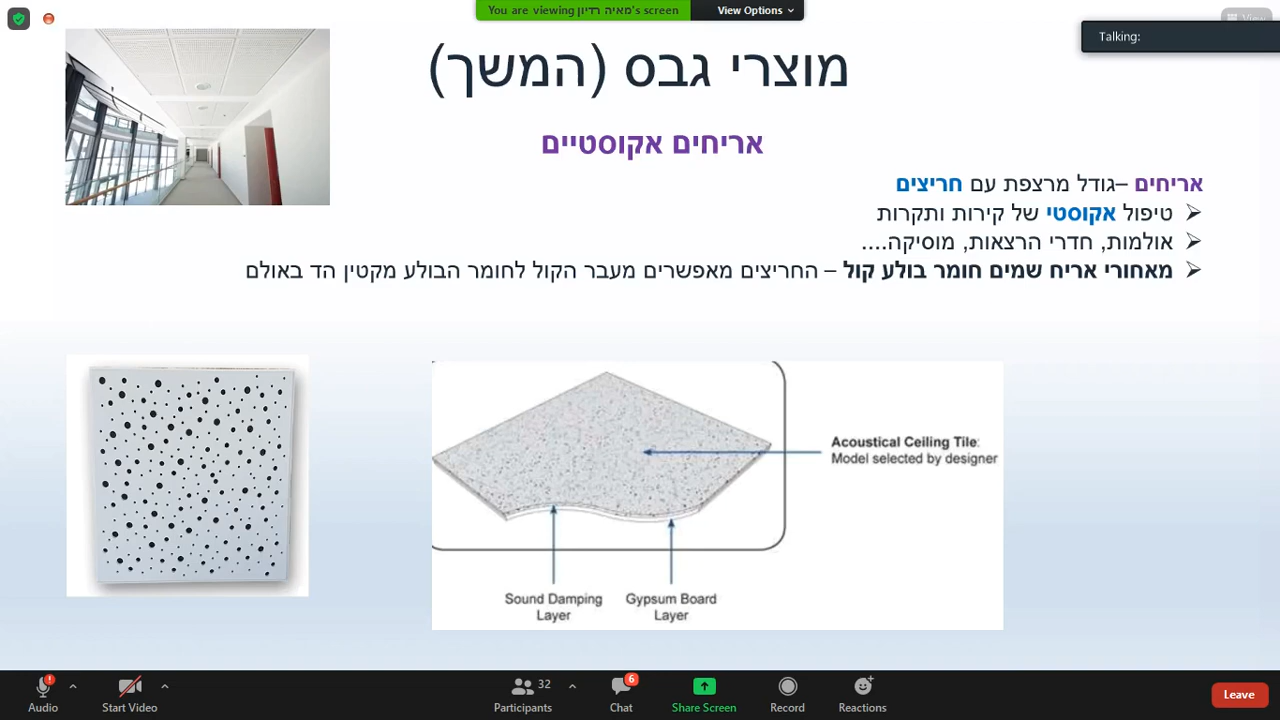 You are viewing מאיה רדיון's screen
View Options
View
Talking:
מוצרי גבס (המשך)
אריחים אקוסטיים
אריחים –גודל מרצפת עם חריצים
טיפול אקוסטי של קירות ותקרות
אולמות, חדרי הרצאות, מוסיקה....
מאחורי אריח שמים חומר בולע קול – החריצים מאפשרים מעבר הקול לחומר הבולע מקטין הד באולם
Acoustical Ceiling Tile:
Model selected by designer
Sound Damping
Layer
Gypsum Board
Layer
Audio
Start Video
32
Participants
6
Chat
Share Screen
Record
Reactions
Leave